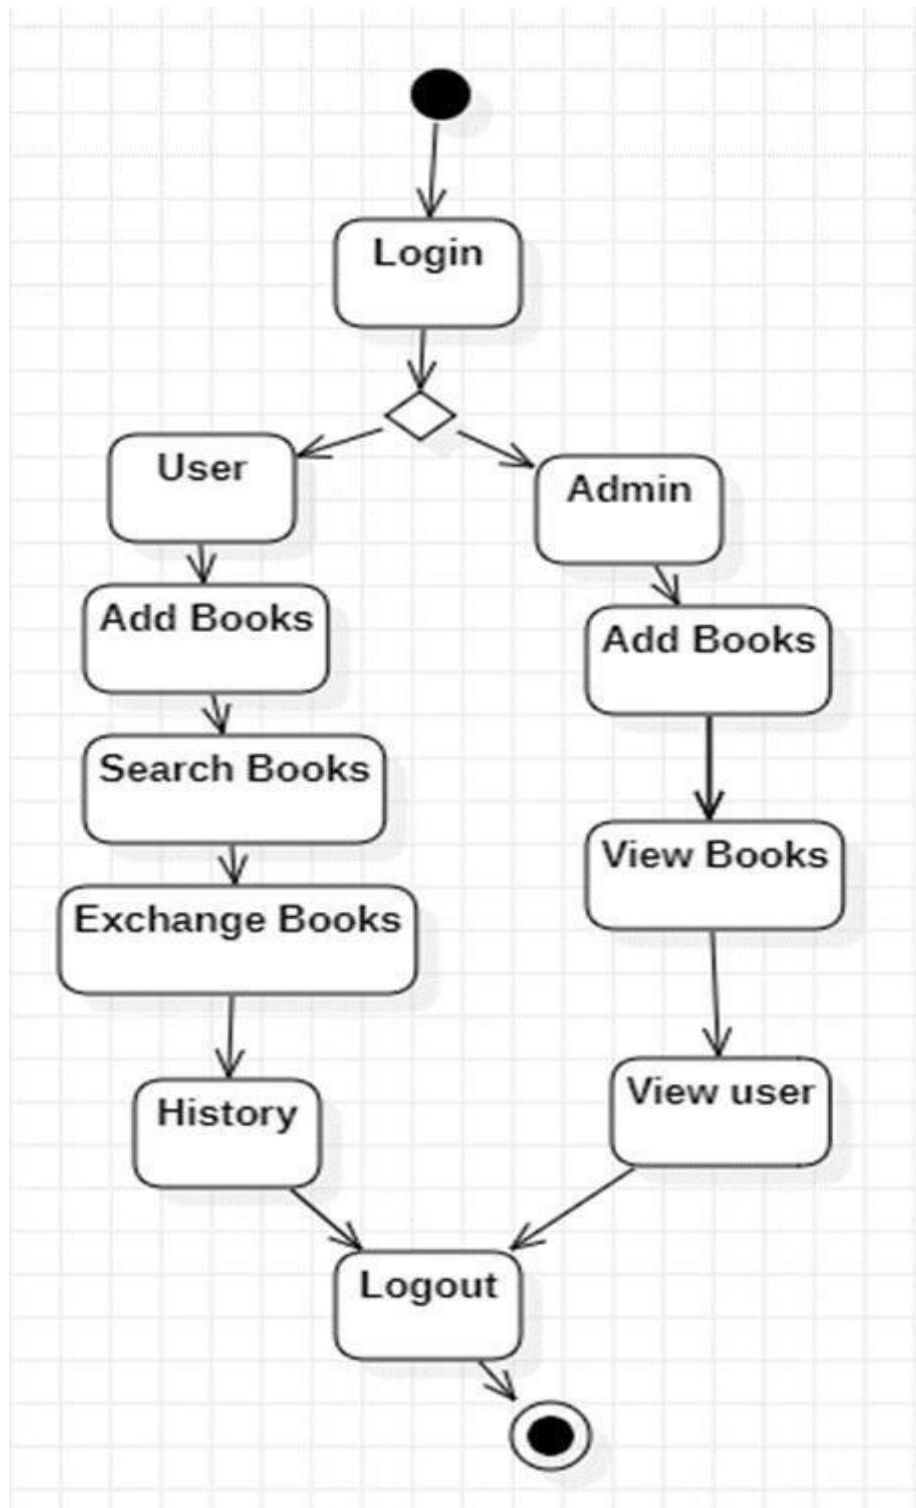 Login
User
Admin
Add Books
Add Books
Search Books
View Books
Exchange Books
View user
History
Logout